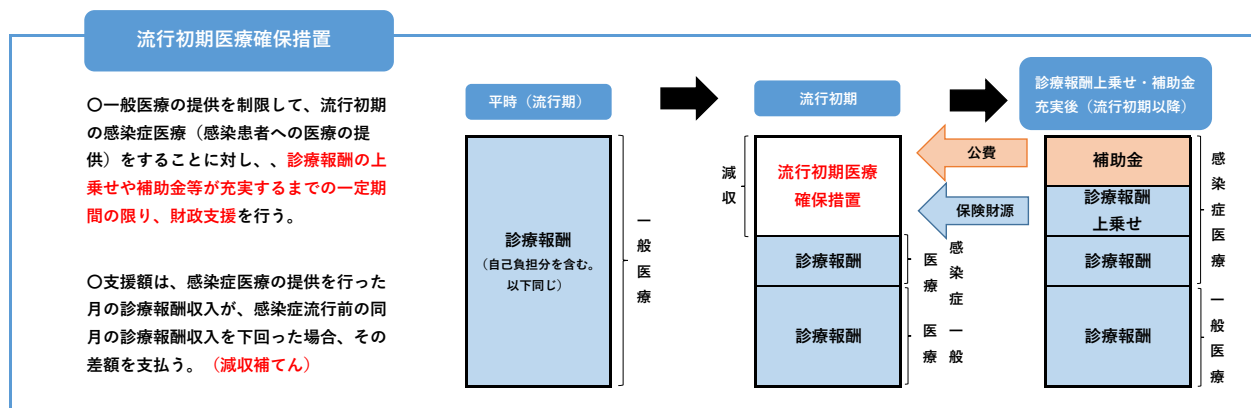 流行初期医療確保措置
〇一般医療の提供を制限して、流行初期
の感染症医療（感染患者への医療の提
供）をすることに対し、、診療報酬の上
乗せや補助金等が充実するまでの一定期
間の限り、財政支援を行う。
〇支援額は、感染症医療の提供を行った
月の診療報酬収入が、感染症流行前の同
月の診療報酬収入を下回った場合、その
差額を支払う。（減収補てん）
平時（流行期）
診療報酬
（自己負担分を含む。
以下同じ）
一般医療
流行初期
減収
流行初期医療
確保措置
診療報酬
感染症
医療
診療報酬
一般
医療
公費
保険財源
診療報酬上乗せ・補助金
充実後（流行初期以降）
補助金
診療報酬
上乗せ
診療報酬
感染症医療
診療報酬
一般医療